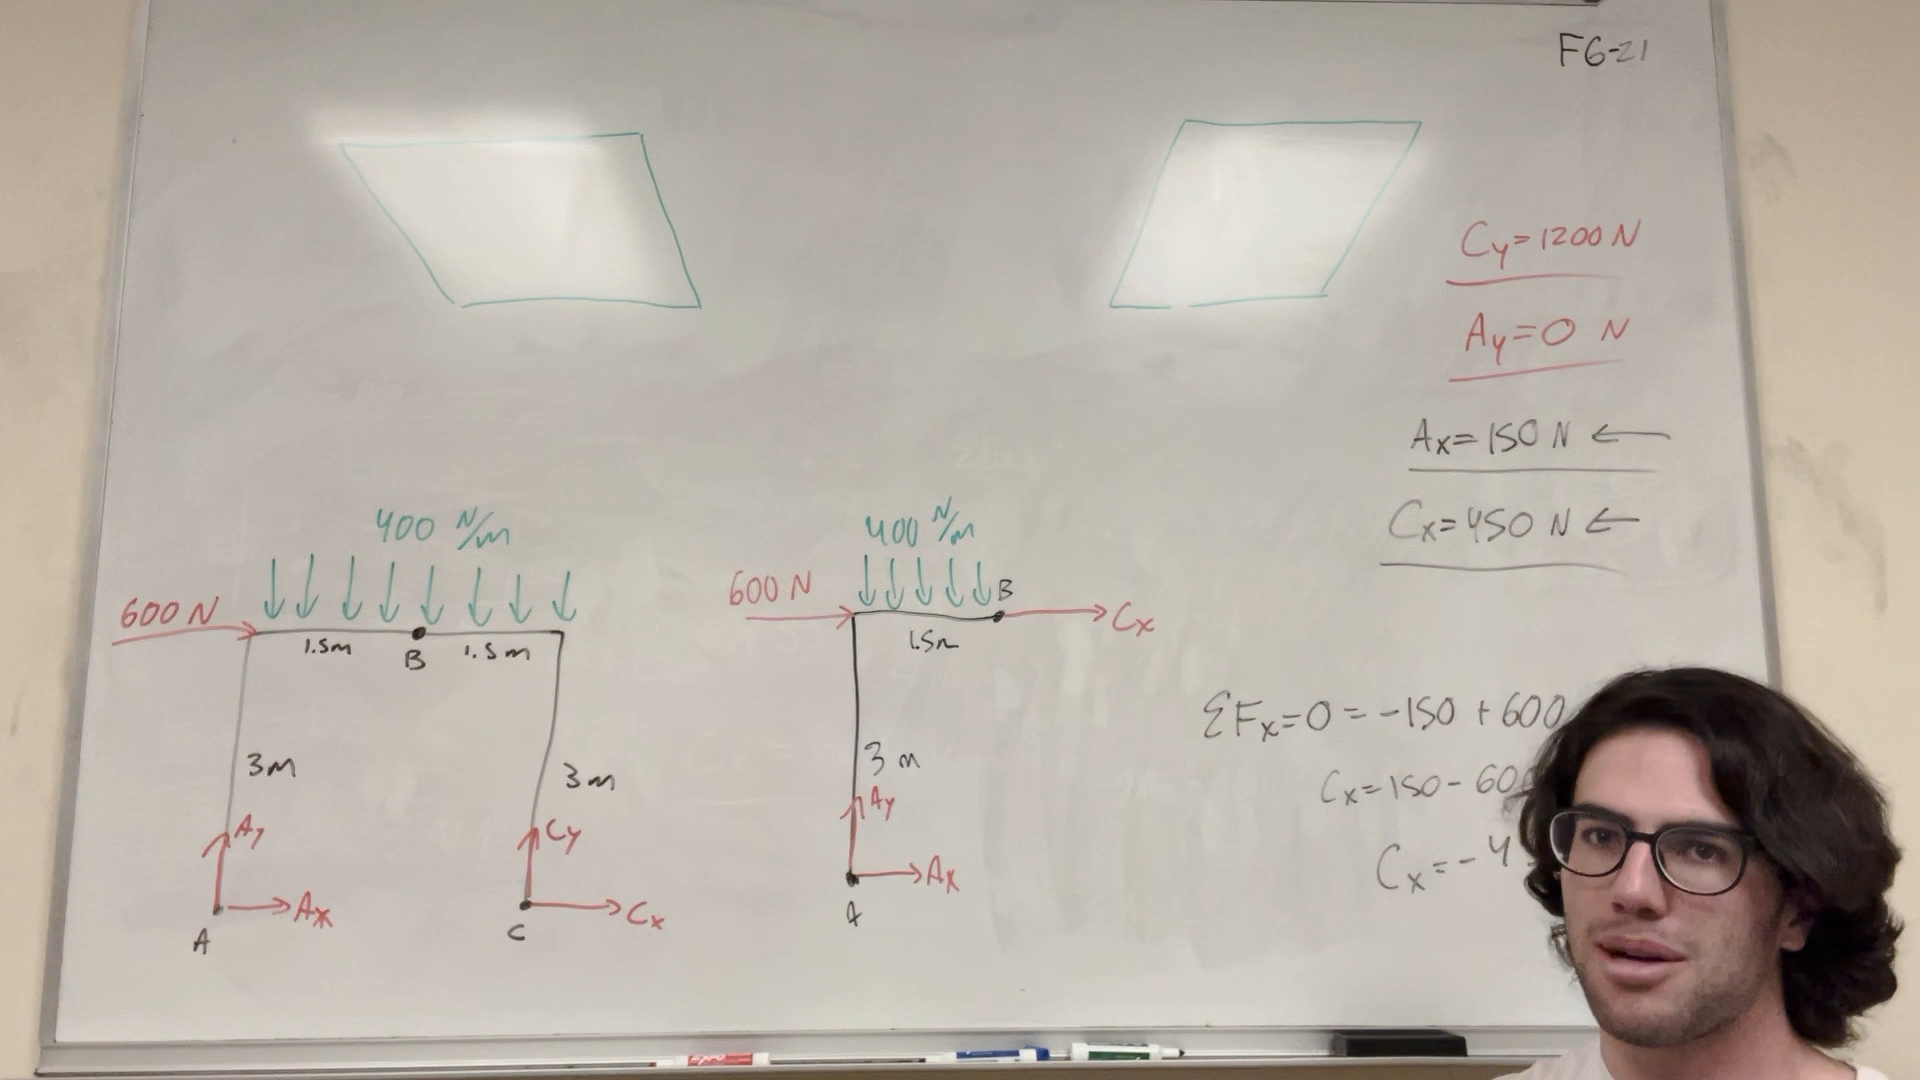 F6-21
Cy=1200 N
Ay=0 N
Ax=150 N ←
Cx=450 N ←
400 N/m
600 N
1.5m
B
1.5m
3m
3m
Ay
Cy
Ax
Cx
A
C
400 N/m
600 N
B
Cx
1.5m
3m
Ay
Ax
A
ΣFx=0=-150+600
Cx=150-60
Cx=-4
EXPO